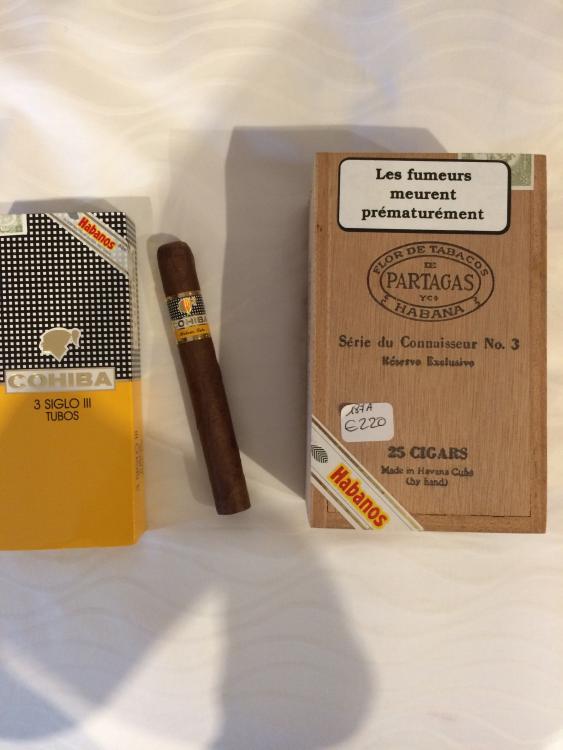 Habanos
COHIBA
3 SIGLO III
TUBOS
COHIBA
Les fumeurs
meurent
prématurément
FLOR DE TABACOS
DE
PARTAGAS
Y Cº
HABANA
Série du Connaisseur No. 3
Réserve Exclusive
€220
25 CIGARS
Made in Havana Cuba
(by hand)
Habanos